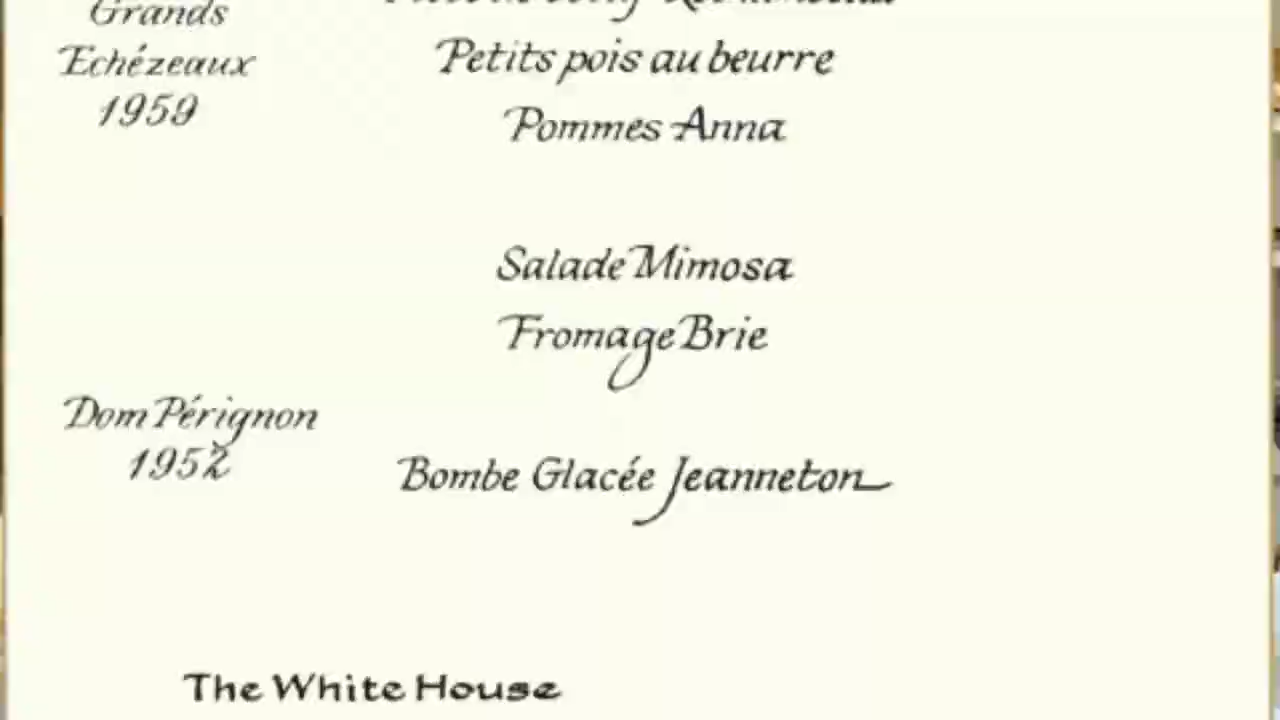 Grands
Echézeaux
1959
Petits pois au beurre
Pommes Anna
Salade Mimosa
Fromage Brie
Dom Pérignon
1952
Bombe Glacée Jeanneton
The White House